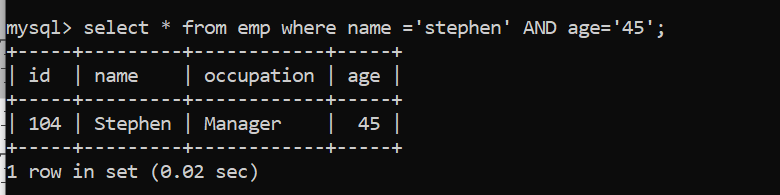 mysql> select * from emp where name ='stephen' AND age='45';
+-----+---------+------------+-----+
| id  | name    | occupation | age |
+-----+---------+------------+-----+
| 104 | Stephen | Manager    |  45 |
+-----+---------+------------+-----+
1 row in set (0.02 sec)